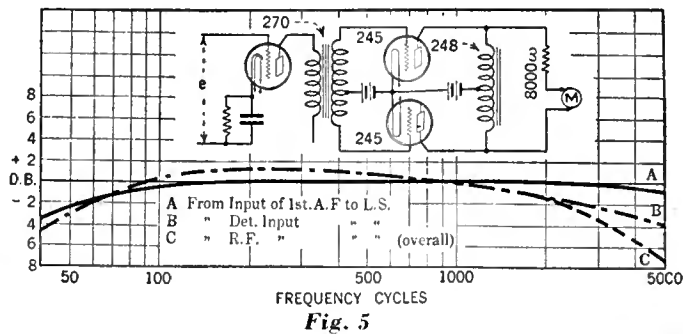 270
245
248
e
8000ω
M
245
8
6
4
+ 2
D.B.
- 2
4
6
8
A From Input of 1st. A.F to L.S.
B " Det. Input " "
C " R.F. " " " (overall)
A
B
C
40 50 100 500 1000 5000
FREQUENCY CYCLES
Fig. 5